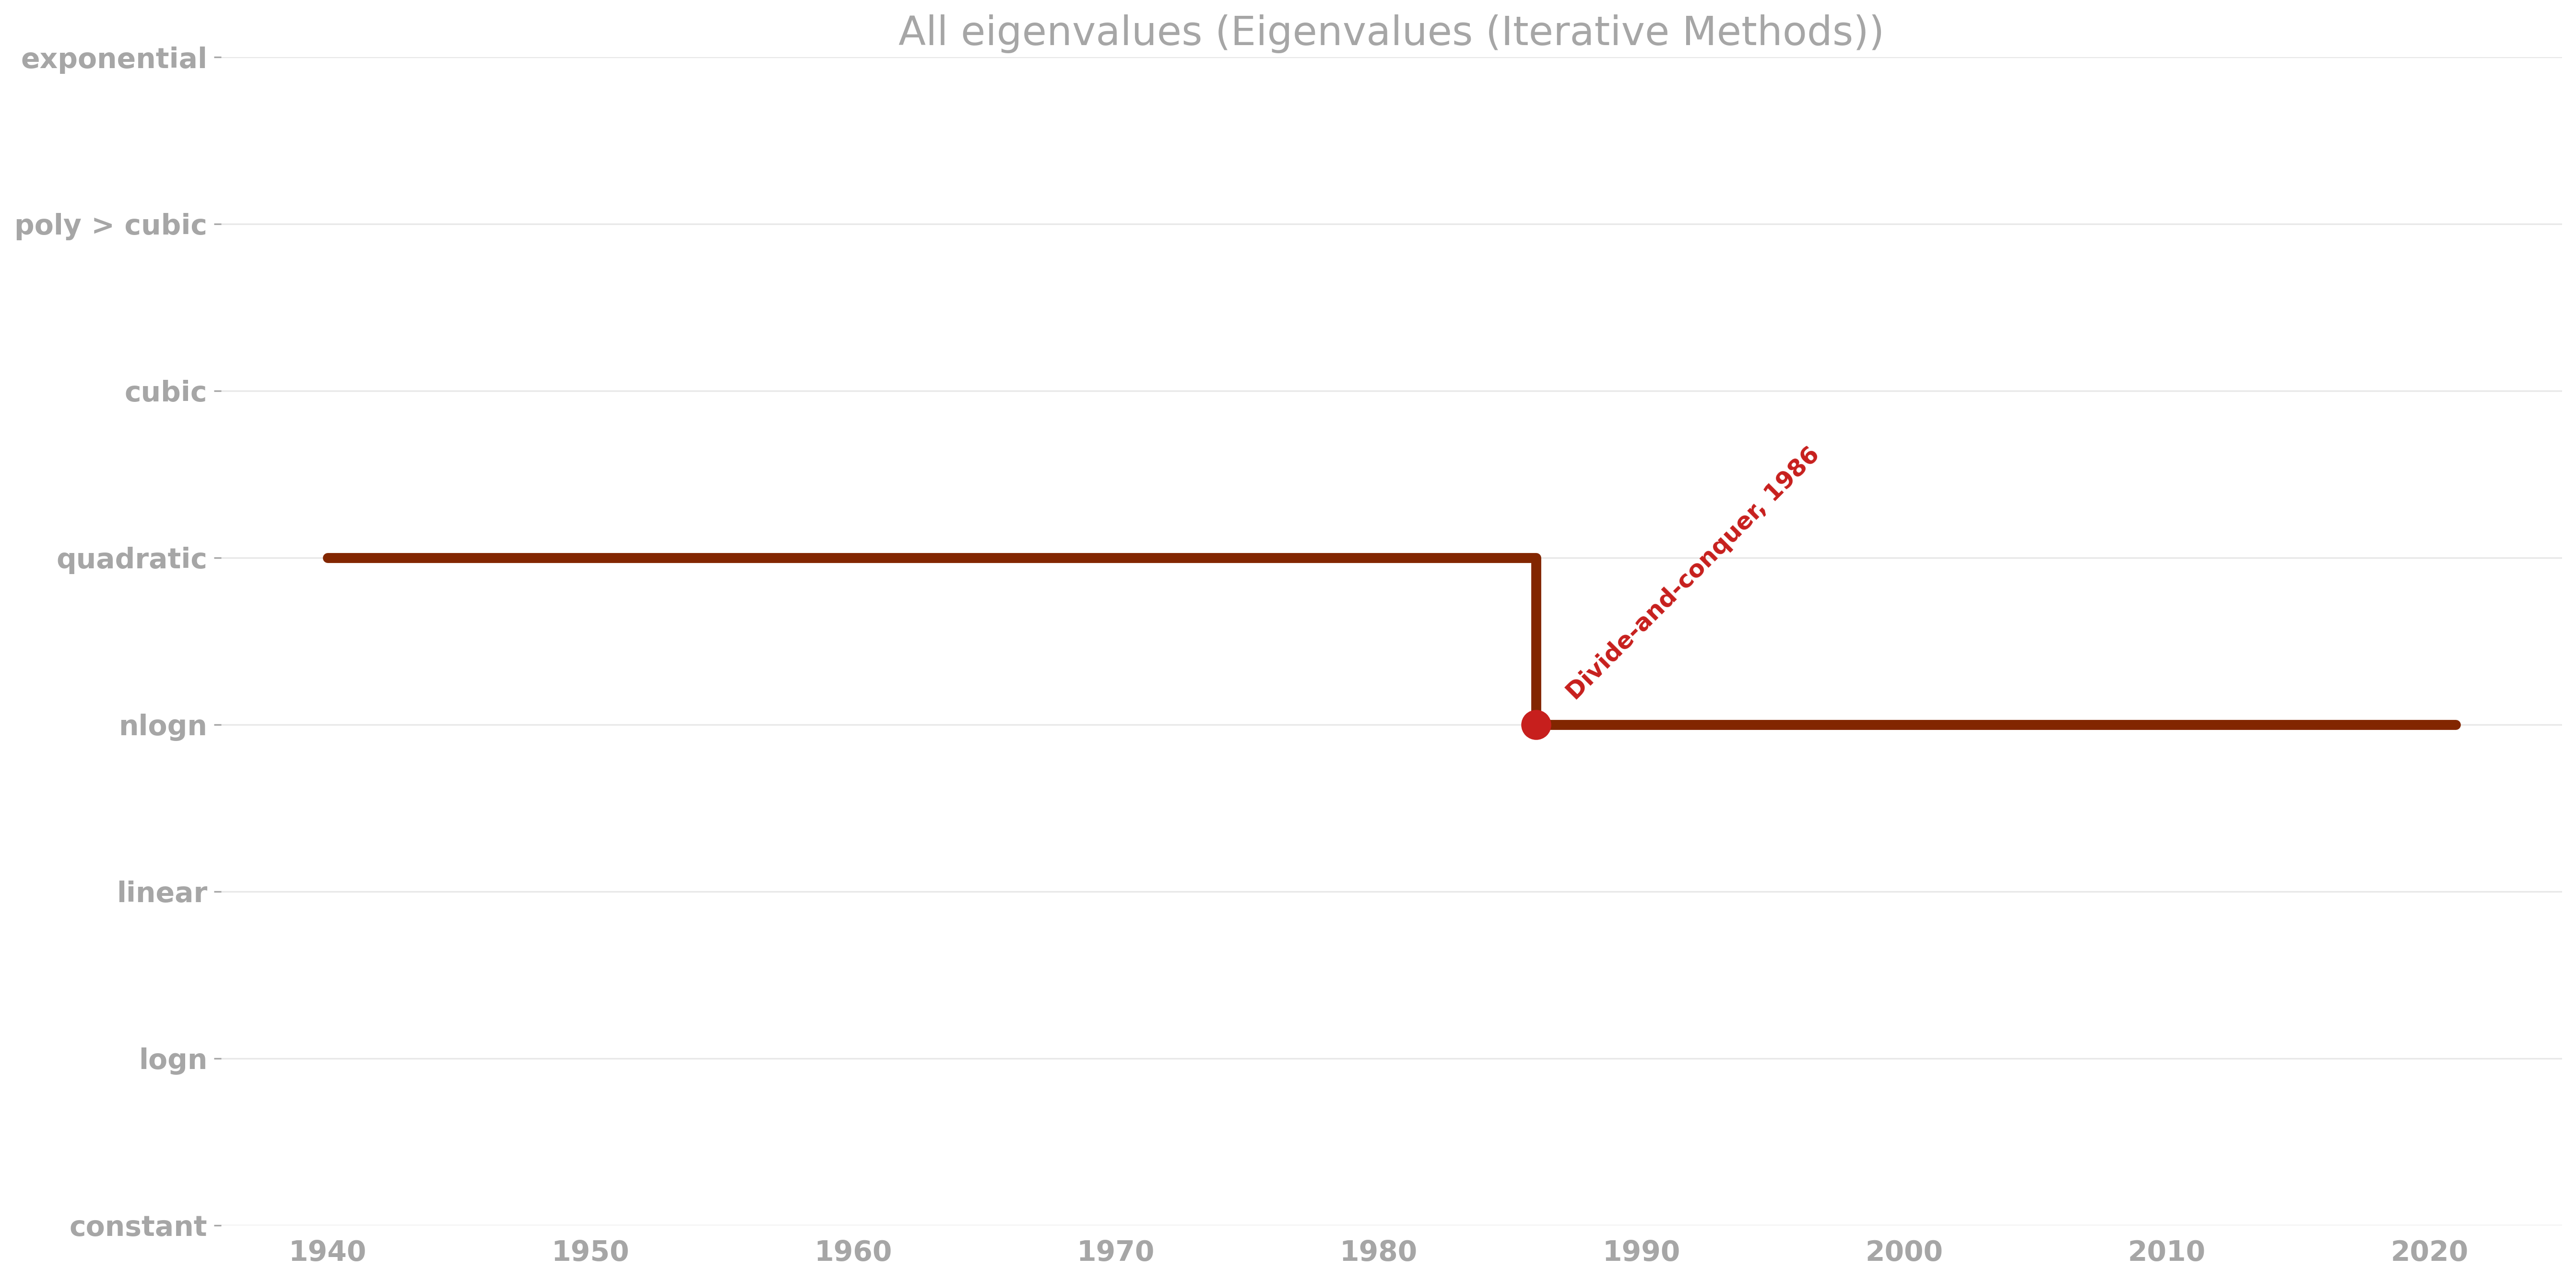 All eigenvalues (Eigenvalues (Iterative Methods))
exponential
poly > cubic
cubic
quadratic
nlogn
linear
logn
constant
Divide-and-conquer, 1986
1940 1950 1960 1970 1980 1990 2000 2010 2020